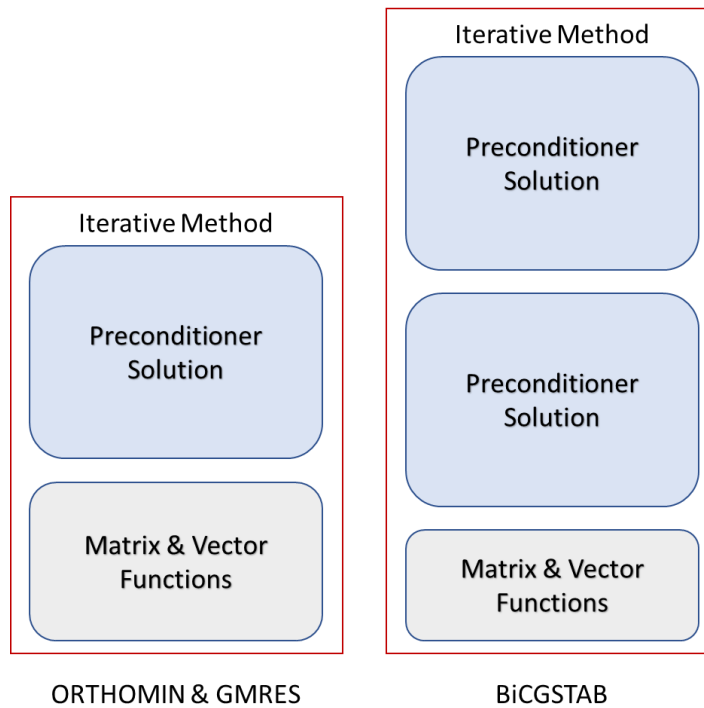 Iterative Method
Preconditioner
Solution
Matrix & Vector
Functions
ORTHOMIN & GMRES
Iterative Method
Preconditioner
Solution
Preconditioner
Solution
Matrix & Vector
Functions
BiCGSTAB